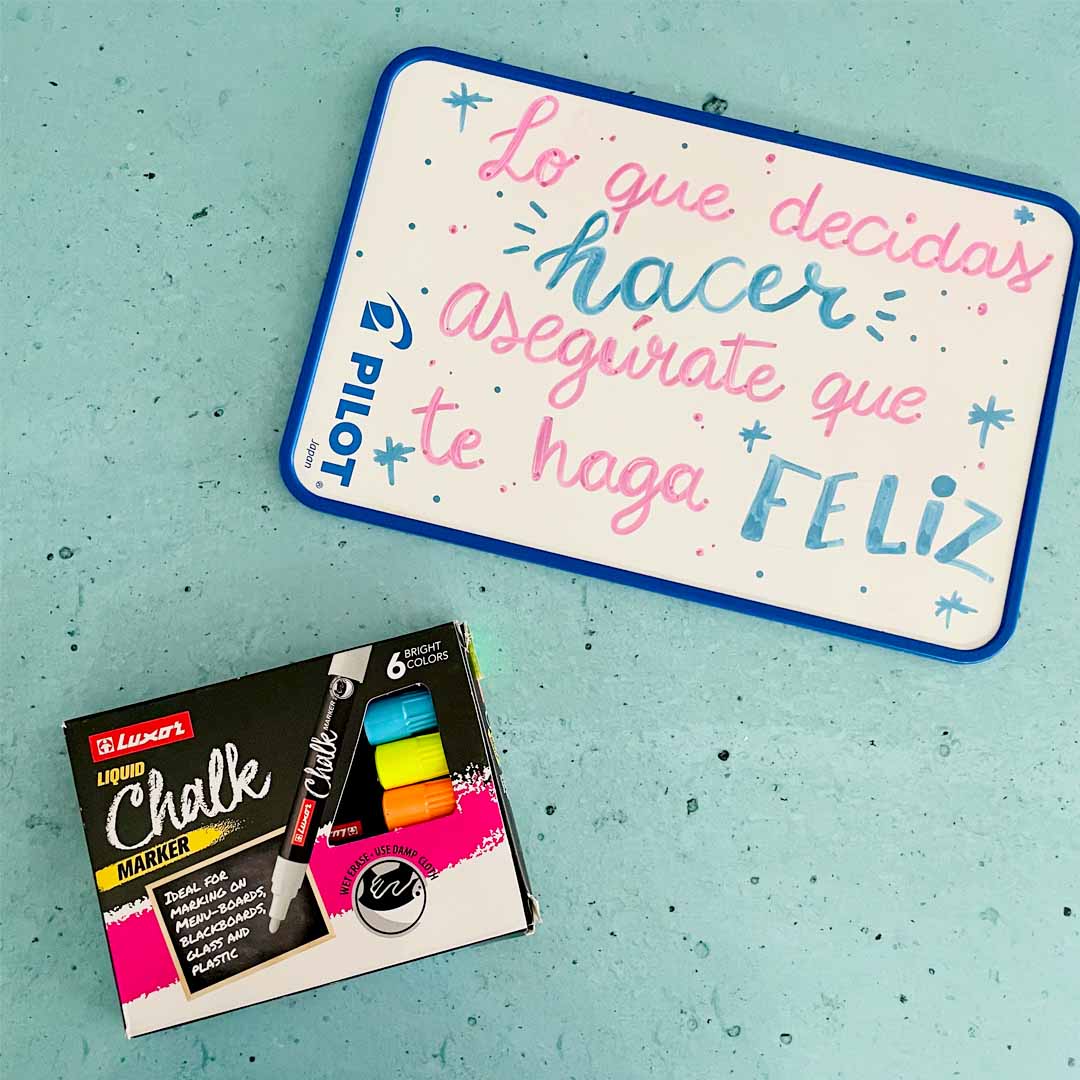 Lo que decidas
hacer
asegúrate que
te haga FELiZ
PILOT
Japan
®
6 BRIGHT
COLORS
LUXOR
LIQUID
Chalk
MARKER
LUXOR Chalk MARKER
WET ERASE - USE DAMP CLOTH
IDEAL FOR
MARKING ON
MENU-BOARDS,
BLACKBOARDS,
GLASS AND
PLASTIC